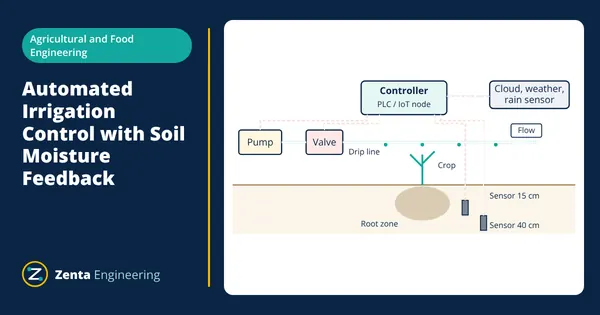 Agricultural and Food
Engineering
Automated
Irrigation
Control with Soil
Moisture
Feedback
Zenta Engineering
Controller
PLC / IoT node
Cloud, weather,
rain sensor
Flow
Pump
Valve
Drip line
Crop
Sensor 15 cm
Root zone
Sensor 40 cm